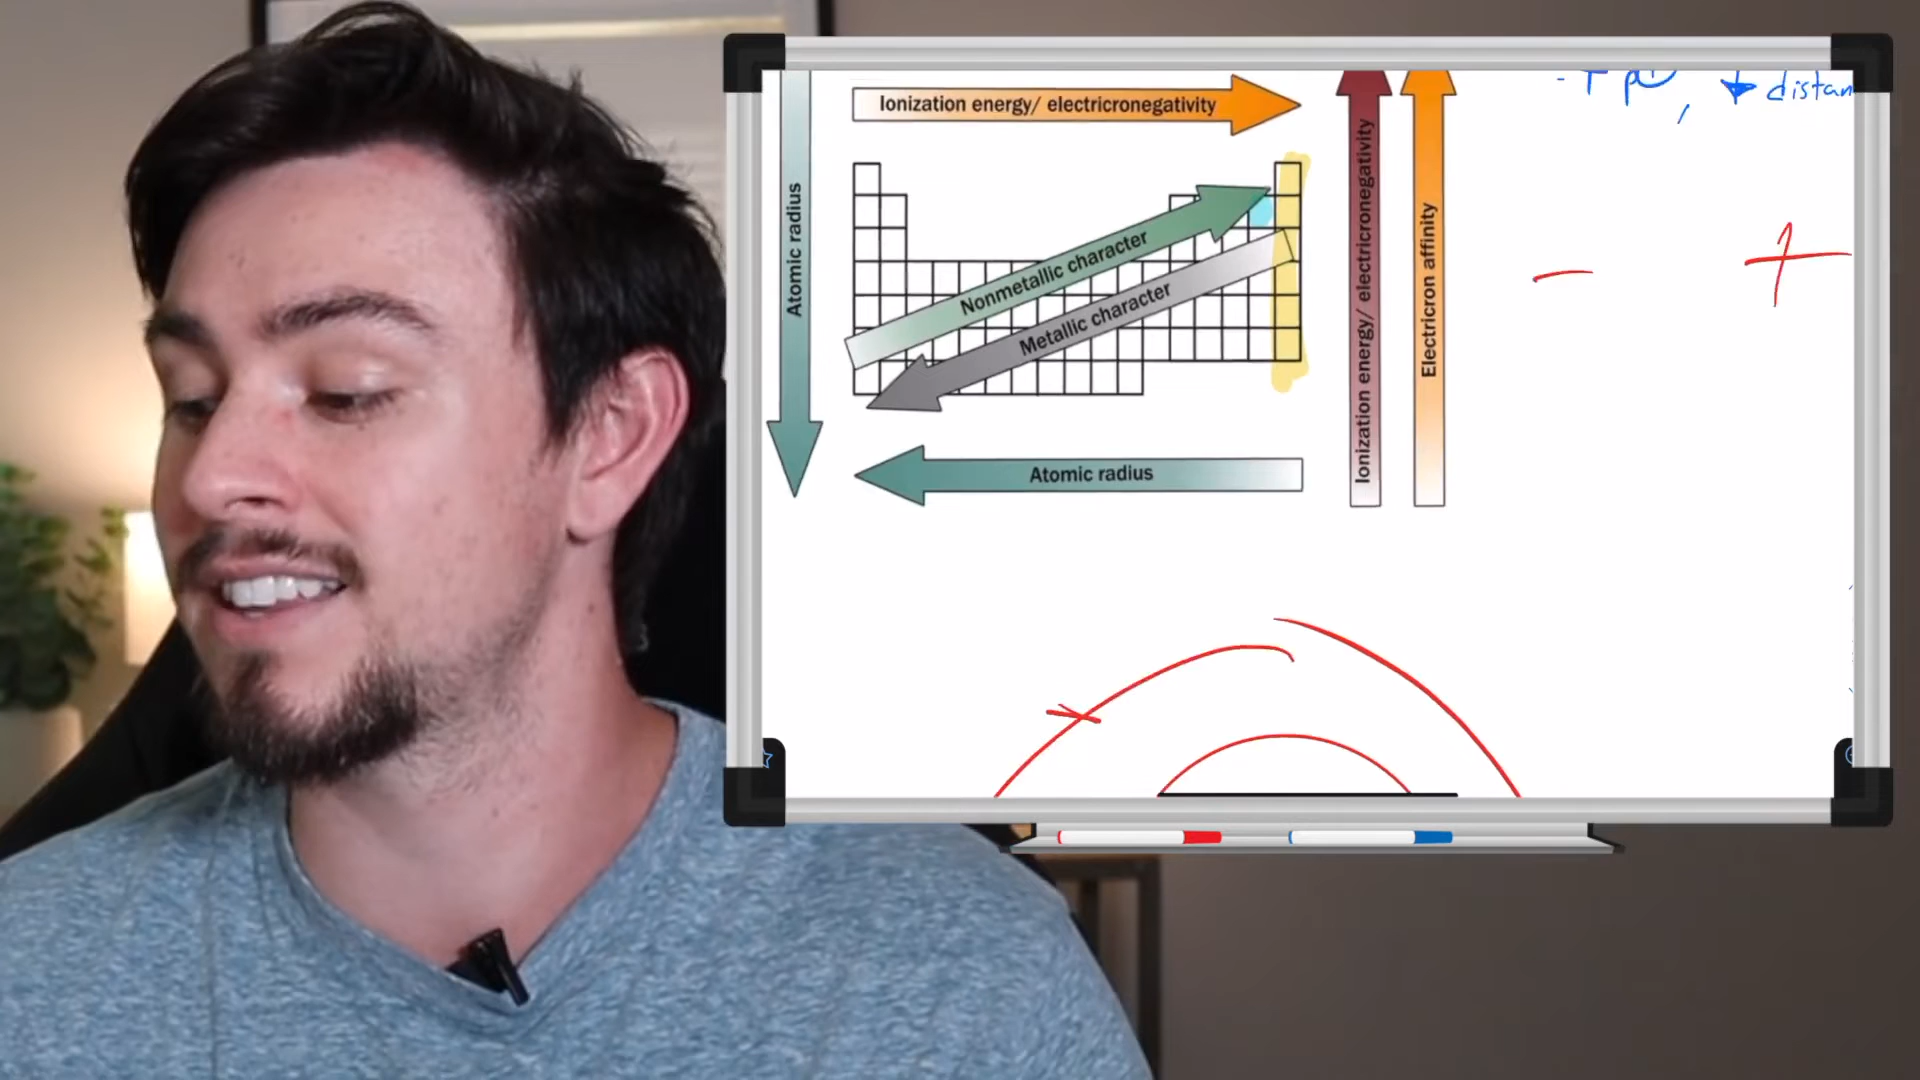 Ionization energy/ electricronegativity
Atomic radius
Nonmetallic character
Metallic character
Atomic radius
Ionization energy/ electricronegativity
Electricron affinity
distan
−
+